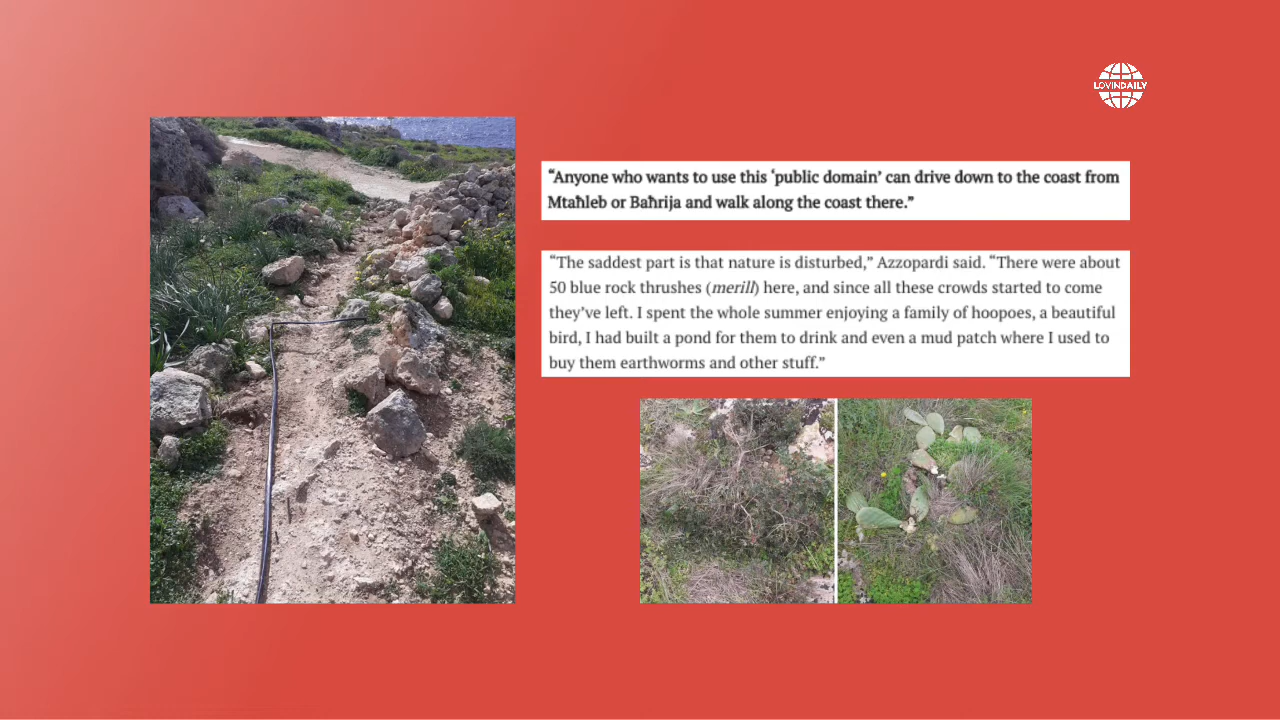 LOVINDAILY
“Anyone who wants to use this ‘public domain’ can drive down to the coast from
Mtaħleb or Baħrija and walk along the coast there.”
“The saddest part is that nature is disturbed,” Azzopardi said. “There were about
50 blue rock thrushes (merill) here, and since all these crowds started to come
they’ve left. I spent the whole summer enjoying a family of hoopoes, a beautiful
bird, I had built a pond for them to drink and even a mud patch where I used to
buy them earthworms and other stuff.”